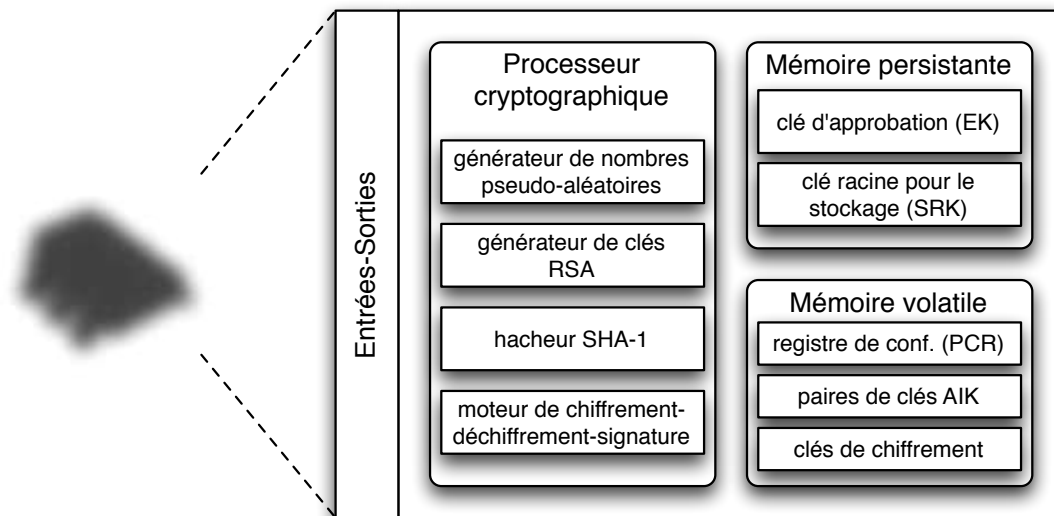 Entrées-Sorties
Processeur
cryptographique
générateur de nombres
pseudo-aléatoires
générateur de clés
RSA
hacheur SHA-1
moteur de chiffrement-
déchiffrement-signature
Mémoire persistante
clé d'approbation (EK)
clé racine pour le
stockage (SRK)
Mémoire volatile
registre de conf. (PCR)
paires de clés AIK
clés de chiffrement